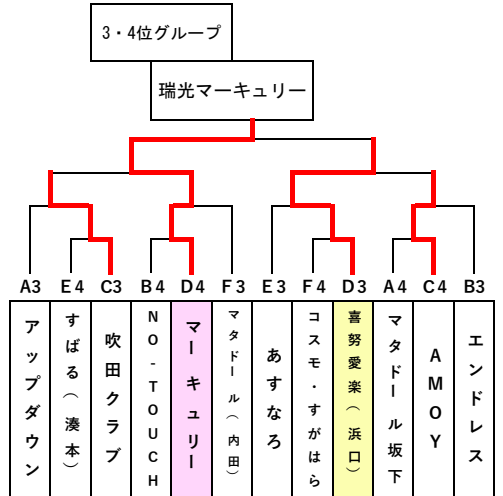 3・4位グループ
瑞光マーキュリー
A3 E4 C3 B4 D4 F3 E3 F4 D3 A4 C4 B3
アップダウン
すばる(湊本)
吹田クラブ
NO-TOUCH
マーキュリー
マタドール(内田)
あすなろ
コスモ・すがはら
喜努愛楽(浜口)
マタドール坂下
AMOY
エンドレス